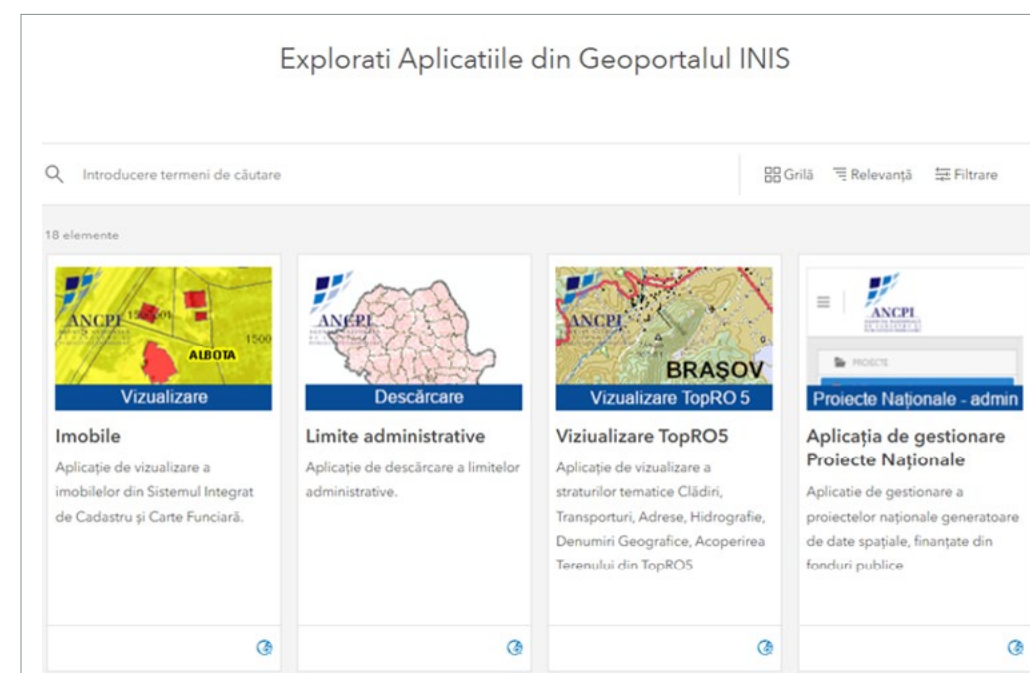 Explorati Aplicatiile din Geoportalul INIS
Introducere termeni de căutare
Grilă
Relevanță
Filtrare
18 elemente
ANCPI
1500
ALBOTA
Vizualizare
Imobile
Aplicație de vizualizare a
imobilelor din Sistemul Integrat
de Cadastru și Carte Funciară.
ANCPI
Descărcare
Limite administrative
Aplicație de descărcare a limitelor
administrative.
ANCPI
BRAȘOV
Vizualizare TopRO 5
Viziualizare TopRO5
Aplicație de vizualizare a
straturilor tematice Clădiri,
Transporturi, Adrese, Hidrografie,
Denumiri Geografice, Acoperirea
Terenului din TopRO5
ANCPI
PROIECTE
Proiecte Naționale - admin
Aplicația de gestionare
Proiecte Naționale
Aplicatie de gestionare a
proiectelor naționale generatoare
de date spațiale, finanțate din
fonduri publice